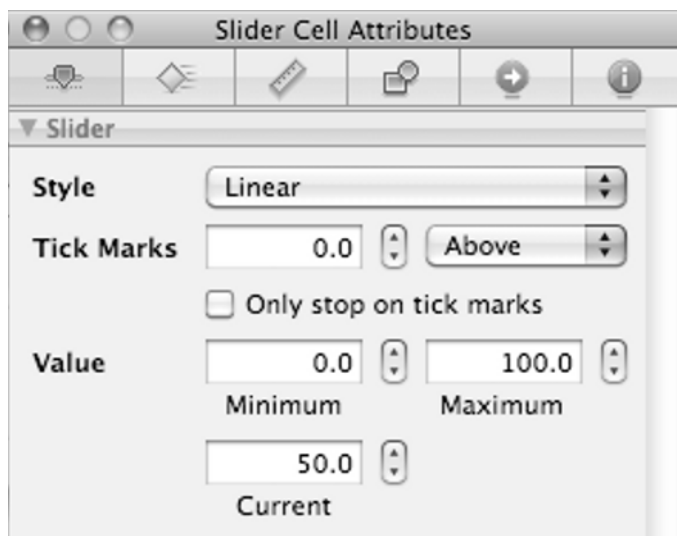 Slider Cell Attributes
Slider
Style Linear
Tick Marks 0.0 Above
Only stop on tick marks
Value 0.0 100.0
Minimum Maximum
50.0
Current